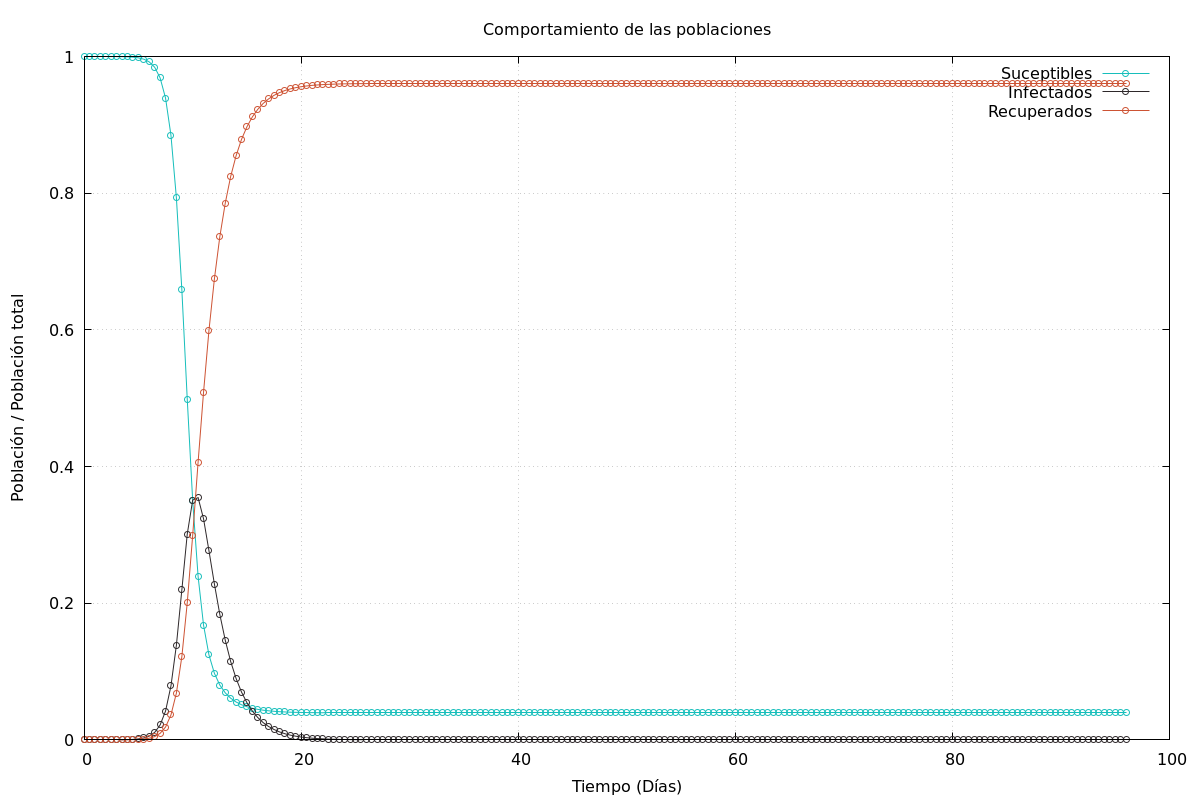 Comportamiento de las poblaciones
Suceptibles
Infectados
Recuperados
1
0.8
0.6
0.4
0.2
0
Población / Población total
0 20 40 60 80 100
Tiempo (Días)